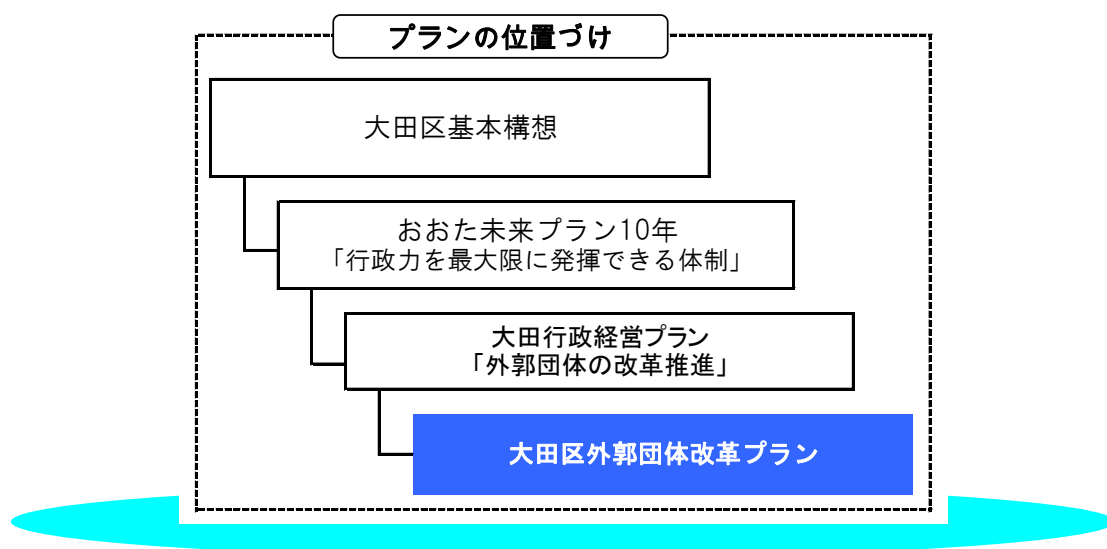 プランの位置づけ
大田区基本構想
おおた未来プラン10年
「行政力を最大限に発揮できる体制」
大田行政経営プラン
「外郭団体の改革推進」
大田区外郭団体改革プラン